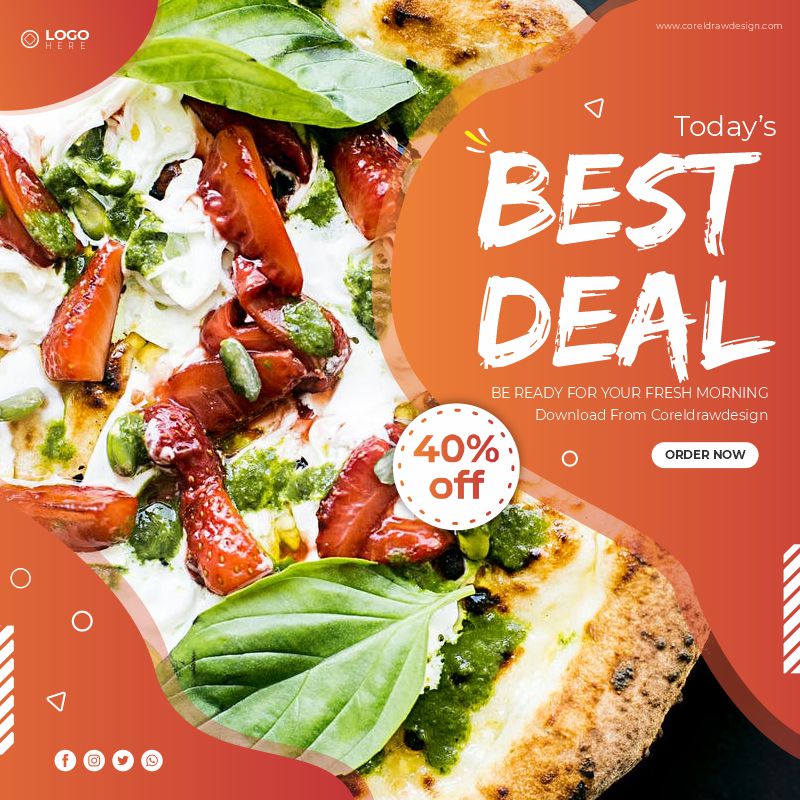 LOGO
HERE
www.coreldrawdesign.com
Today's
BEST
DEAL
BE READY FOR YOUR FRESH MORNING
Download From Coreldrawdesign
40%
off
ORDER NOW